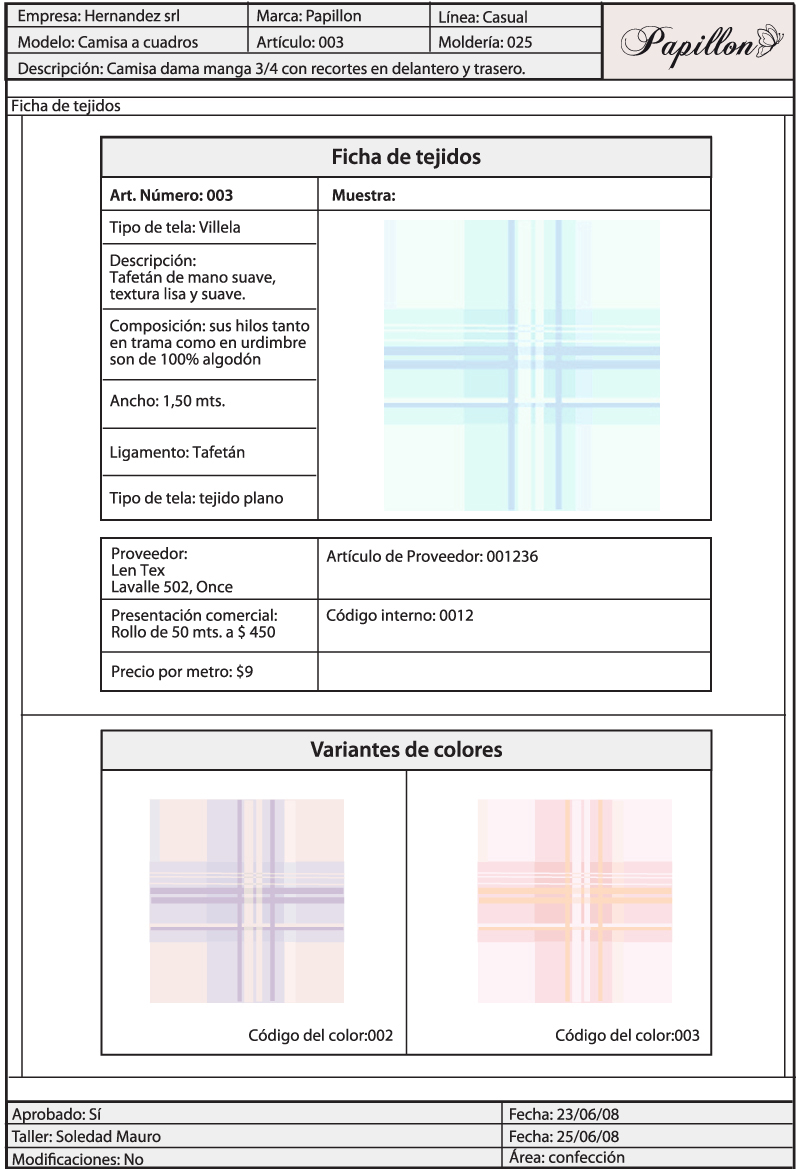 Empresa: Hernandez srl
Marca: Papillon
Línea: Casual
Papillon
Modelo: Camisa a cuadros
Artículo: 003
Moldería: 025
Descripción: Camisa dama manga 3/4 con recortes en delantero y trasero.
Ficha de tejidos
Ficha de tejidos
Art. Número: 003
Muestra:
Tipo de tela: Villela
Descripción:
Tafetán de mano suave,
textura lisa y suave.
Composición: sus hilos tanto
en trama como en urdimbre
son de 100% algodón
Ancho: 1,50 mts.
Ligamento: Tafetán
Tipo de tela: tejido plano
Proveedor:
Len Tex
Lavalle 502, Once
Artículo de Proveedor: 001236
Presentación comercial:
Rollo de 50 mts. a $ 450
Código interno: 0012
Precio por metro: $9
Variantes de colores
Código del color:002
Código del color:003
Aprobado: Sí
Fecha: 23/06/08
Taller: Soledad Mauro
Fecha: 25/06/08
Modificaciones: No
Área: confección